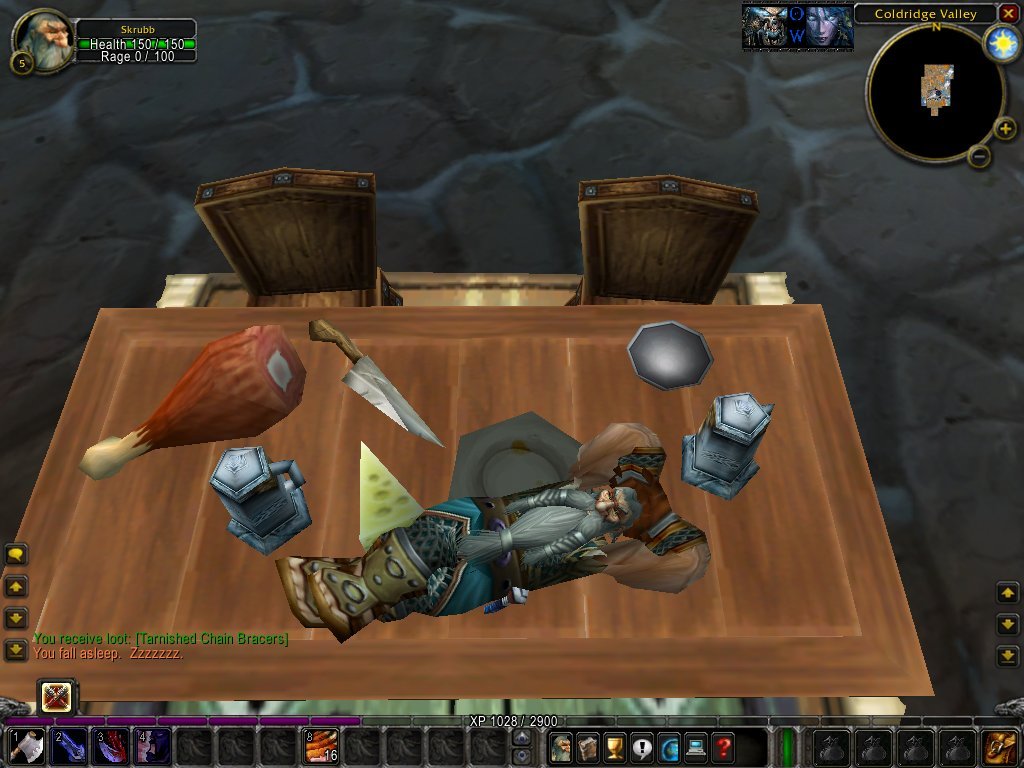 Skrubb
Health 150 / 150
Rage 0 / 100
5
O
W
Coldridge Valley
N
You receive loot: [Tarnished Chain Bracers]
You fall asleep. Zzzzzzz.
XP 1028 / 2900
1
2
3
4
8
16